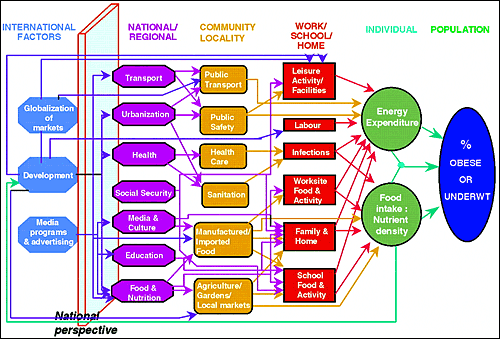 INTERNATIONAL
FACTORS
NATIONAL/
REGIONAL
COMMUNITY
LOCALITY
WORK/
SCHOOL/
HOME
INDIVIDUAL
POPULATION
Globalization
of markets
Development
Media
programs
& advertising
National
perspective
Transport
Urbanization
Health
Social Security
Media &
Culture
Education
Food &
Nutrition
Public
Transport
Public
Safety
Health
Care
Sanitation
Manufactured/
Imported
Food
Agriculture/
Gardens/
Local markets
Leisure
Activity/
Facilities
Labour
Infections
Worksite
Food &
Activity
Family &
Home
School
Food &
Activity
Energy
Expenditure
Food
intake :
Nutrient
density
%
OBESE
OR
UNDERWT